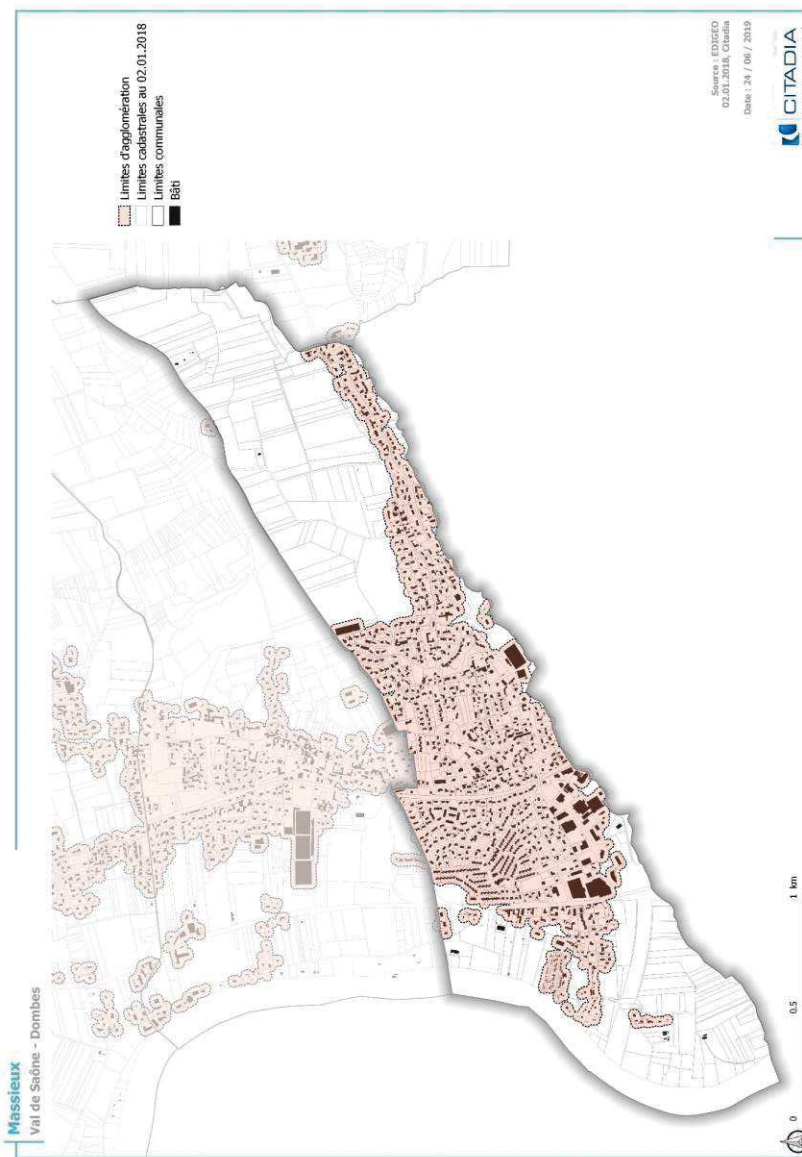 Massieux
Val de Saône - Dombes
Limites d'agglomération
Limites cadastrales au 02.01.2018
Limites communales
Bâti
Source : EDIGEO
02.01.2018, Citadia
Date : 24 / 06 / 2019
CITADIA
0 0.5 1 km